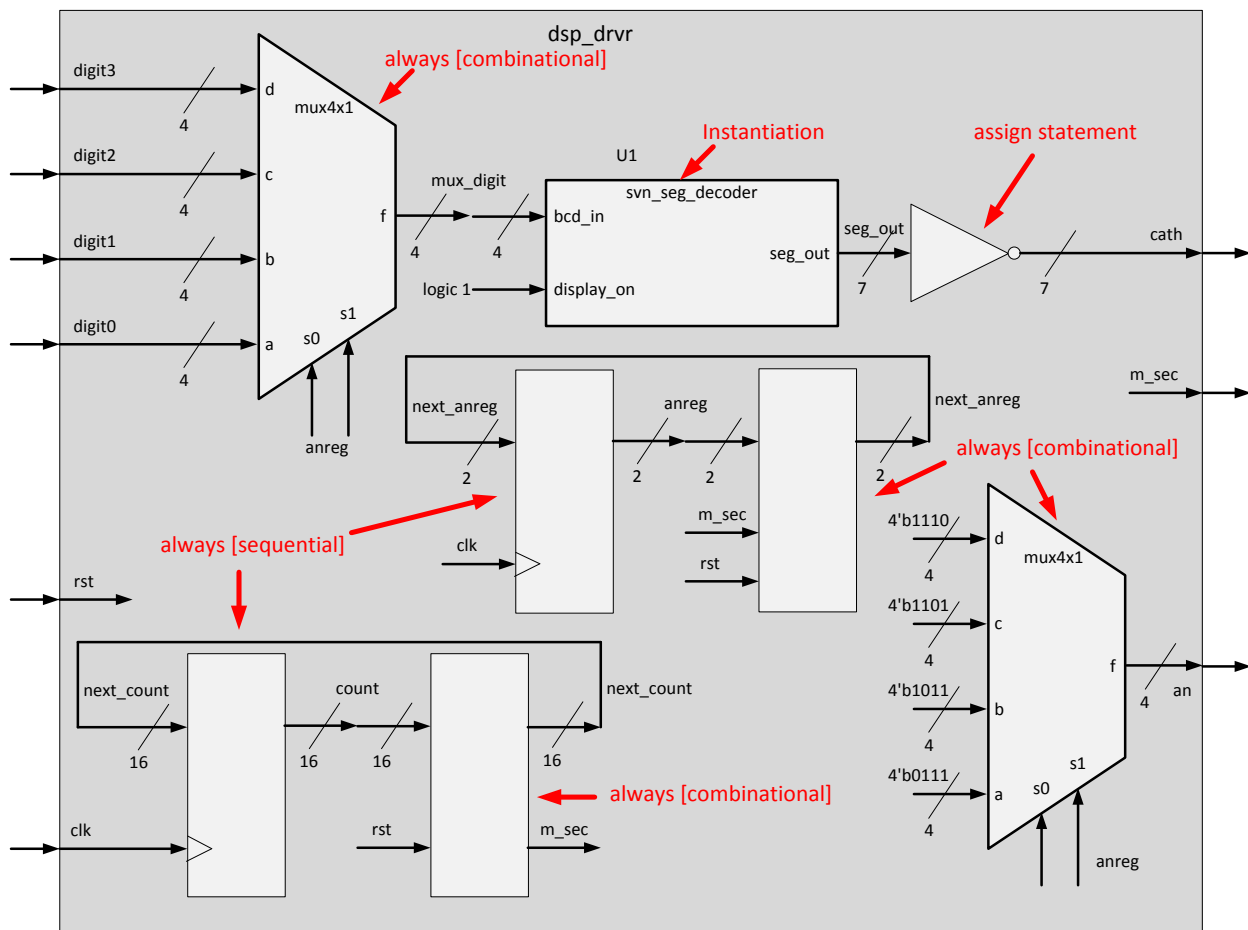 dsp_drvr
always [combinational]
digit3
4
d
mux4x1
digit2
4
c
digit1
4
b
digit0
4
a
f
s0
s1
anreg
4
mux_digit
4
Instantiation
U1
svn_seg_decoder
bcd_in
seg_out
logic 1
display_on
seg_out
7
assign statement
7
cath
m_sec
next_anreg
2
anreg
2
2
next_anreg
2
clk
m_sec
rst
always [combinational]
always [sequential]
rst
4'b1110
4
d
mux4x1
4'b1101
4
c
4'b1011
4
b
4'b0111
4
a
f
s0
s1
anreg
4
an
next_count
16
count
16
16
next_count
16
clk
rst
m_sec
always [combinational]